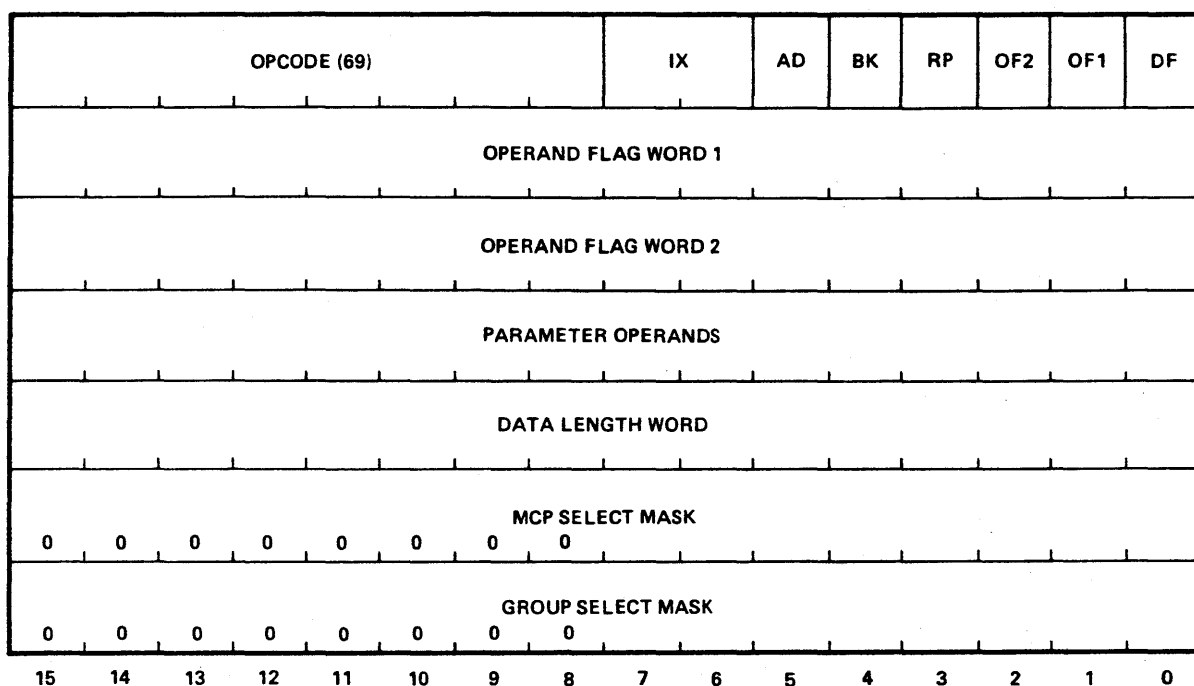 OPCODE (69) IX AD BK RP OF2 OF1 DF
OPERAND FLAG WORD 1
OPERAND FLAG WORD 2
PARAMETER OPERANDS
DATA LENGTH WORD
MCP SELECT MASK
0 0 0 0 0 0 0 0
GROUP SELECT MASK
0 0 0 0 0 0 0 0
15 14 13 12 11 10 9 8 7 6 5 4 3 2 1 0